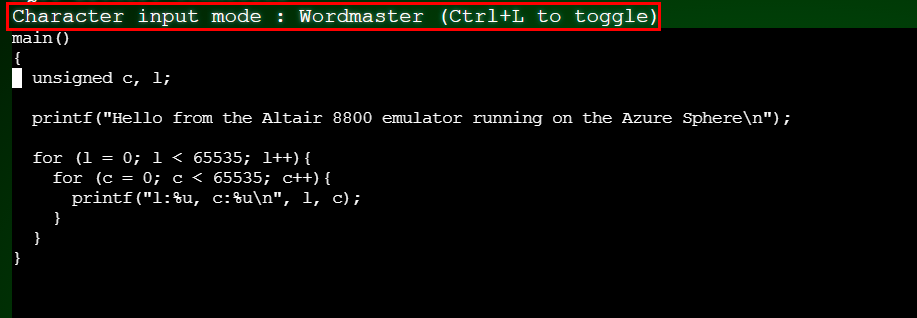 Character input mode : Wordmaster (Ctrl+L to toggle)
main()
{
  unsigned c, l;

  printf("Hello from the Altair 8800 emulator running on the Azure Sphere\n");

  for (l = 0; l < 65535; l++){
    for (c = 0; c < 65535; c++){
      printf("l:%u, c:%u\n", l, c);
    }
  }
}